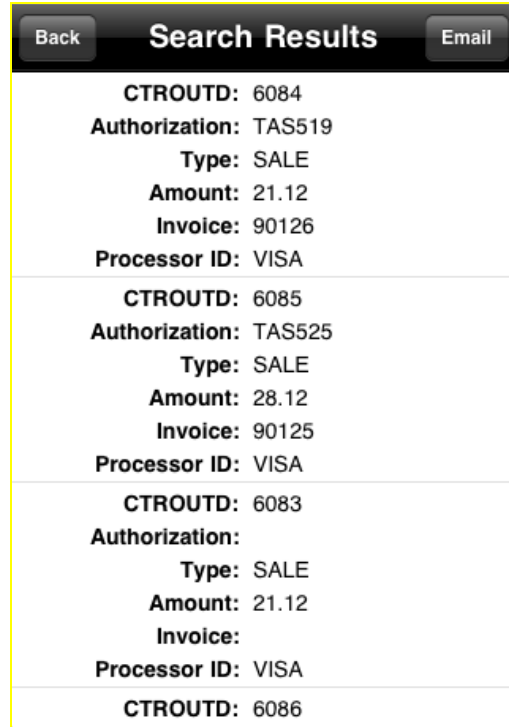 Back Search Results Email
CTROUTD: 6084
Authorization: TAS519
Type: SALE
Amount: 21.12
Invoice: 90126
Processor ID: VISA
CTROUTD: 6085
Authorization: TAS525
Type: SALE
Amount: 28.12
Invoice: 90125
Processor ID: VISA
CTROUTD: 6083
Authorization:
Type: SALE
Amount: 21.12
Invoice:
Processor ID: VISA
CTROUTD: 6086